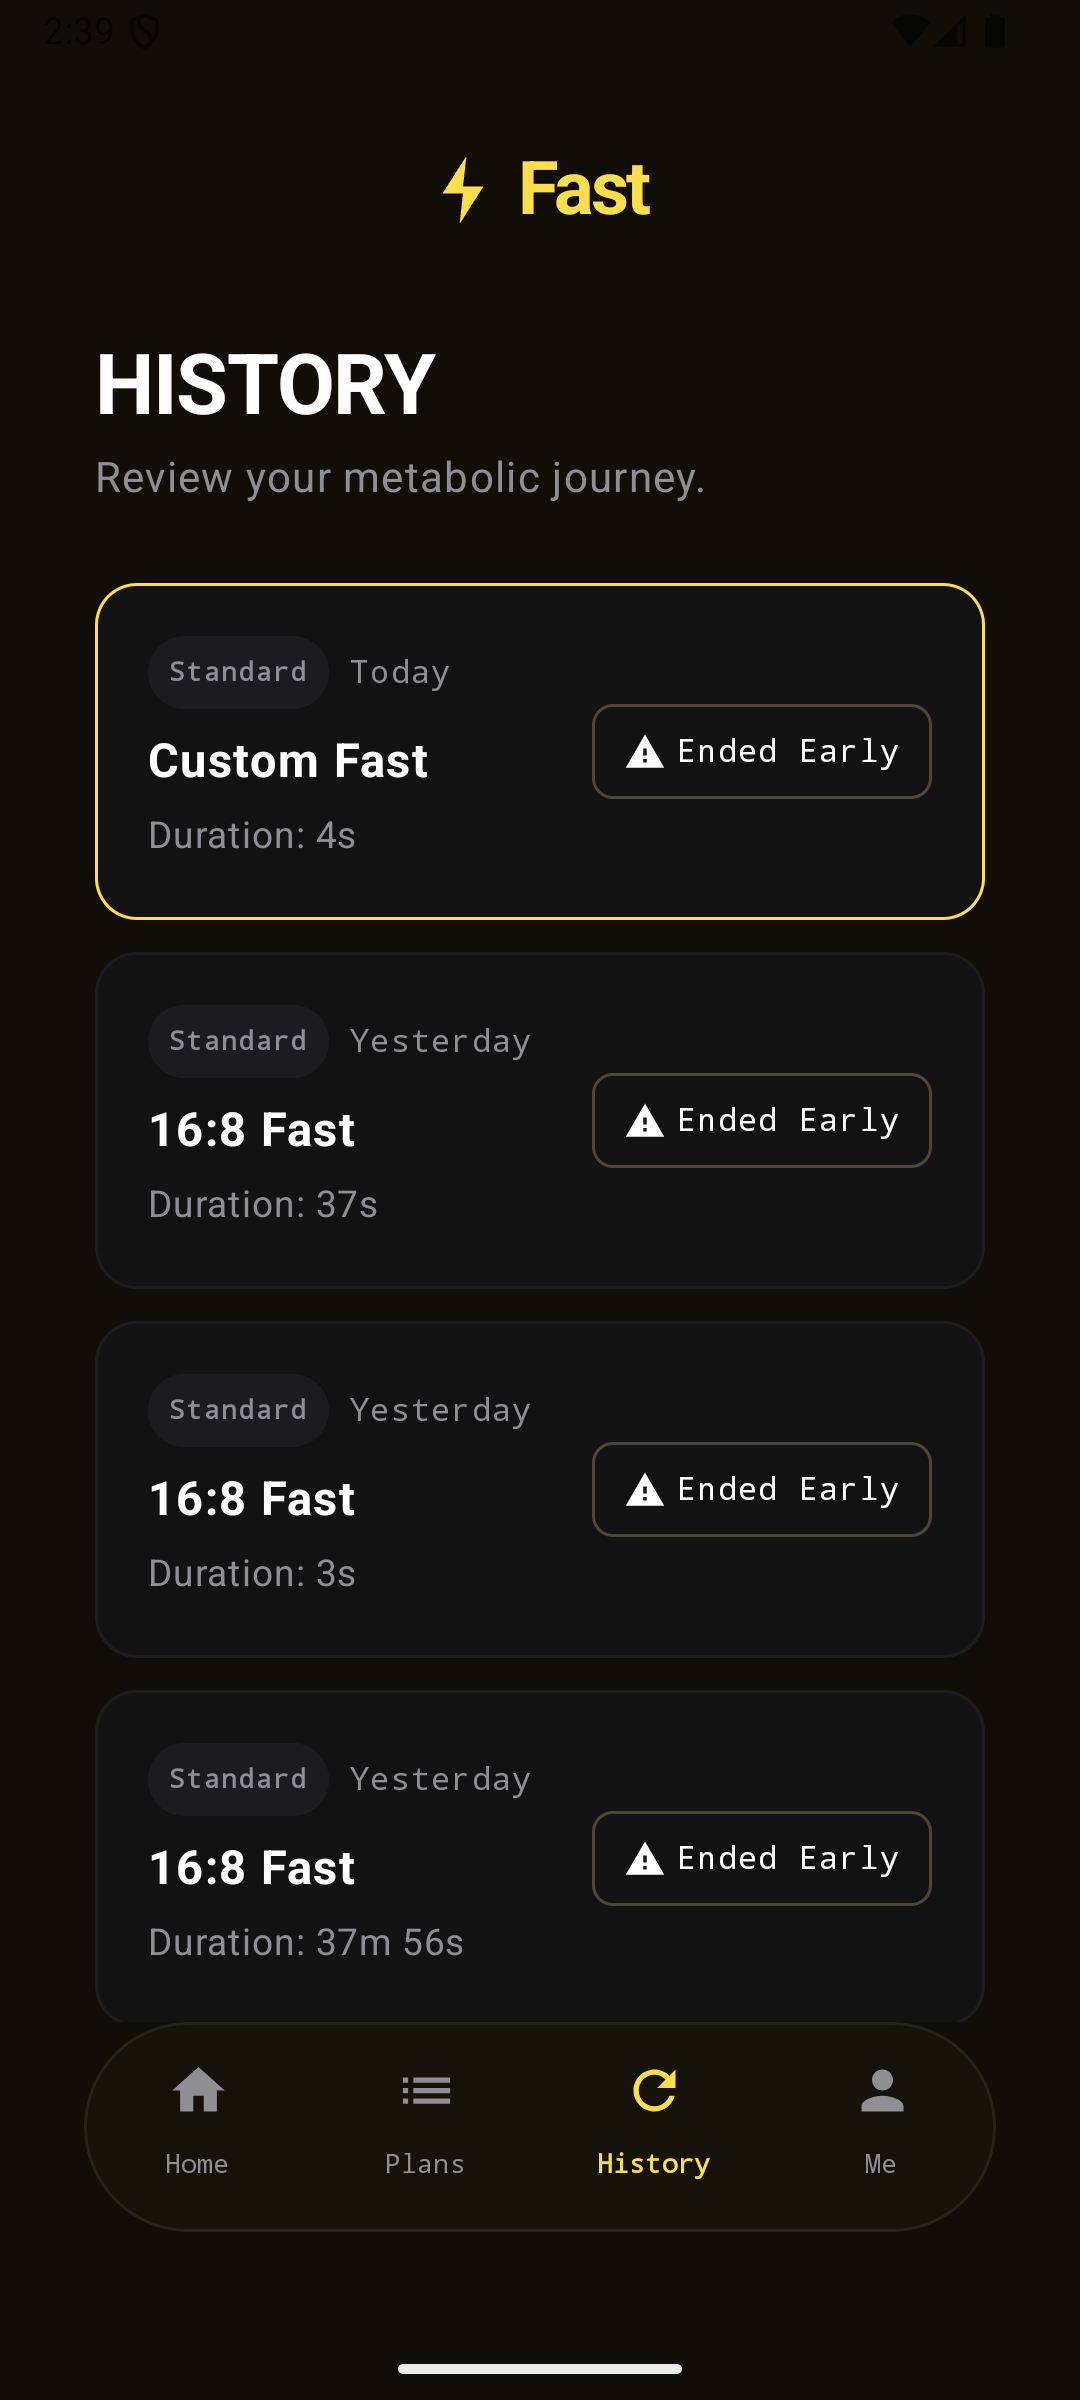 2:39
Fast
HISTORY
Review your metabolic journey.
Standard Today
Custom Fast
Ended Early
Duration: 4s
Standard Yesterday
16:8 Fast
Ended Early
Duration: 37s
Standard Yesterday
16:8 Fast
Ended Early
Duration: 3s
Standard Yesterday
16:8 Fast
Ended Early
Duration: 37m 56s
Home Plans History Me